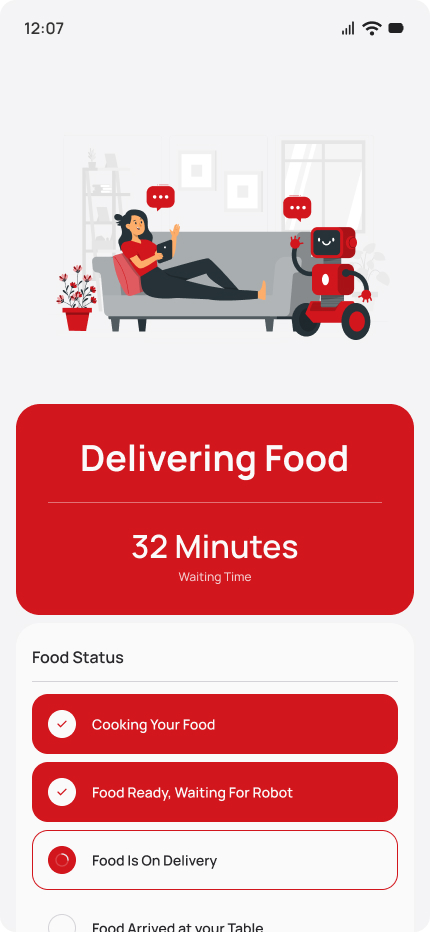 12:07
Delivering Food
32 Minutes
Waiting Time
Food Status
Cooking Your Food
Food Ready, Waiting For Robot
Food Is On Delivery
Food Arrived at your Table